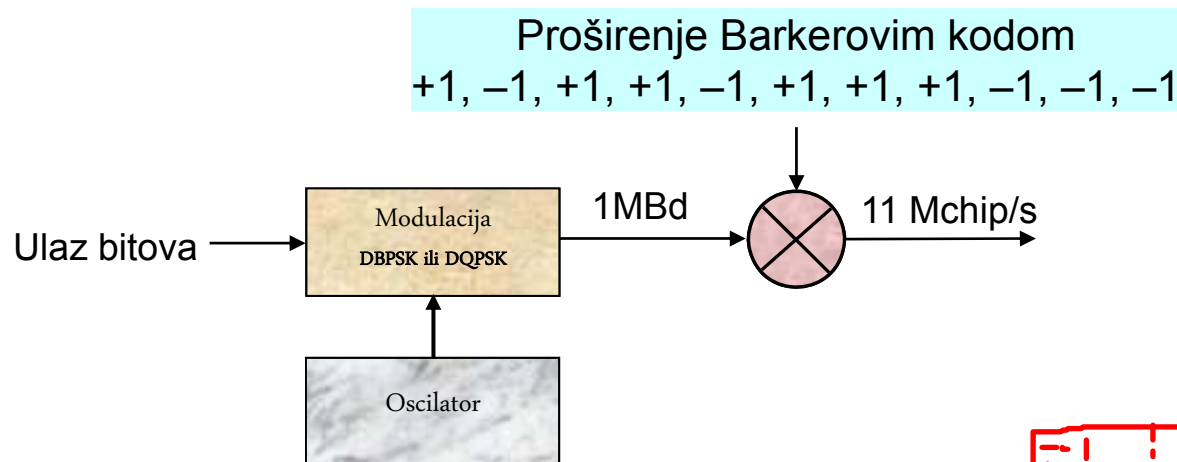 Proširenje Barkerovim kodom
+1, –1, +1, +1, –1, +1, +1, +1, –1, –1, –1
Ulaz bitova
Modulacija
DBPSK ili DQPSK
1MBd
11 Mchip/s
Oscilator